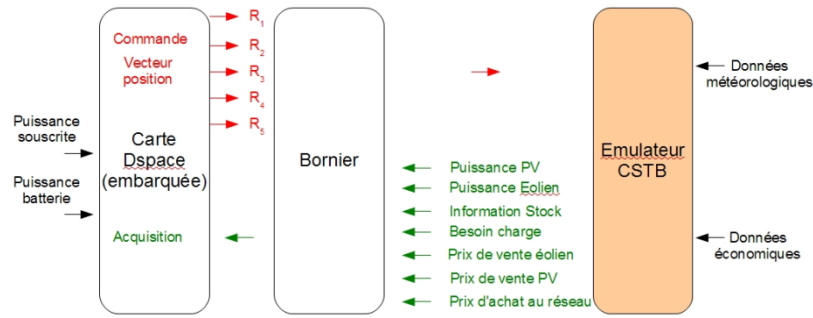 Commande
Vecteur
position
Puissance
souscrite
Puissance
batterie
Carte
Dspace
(embarquée)
Acquisition
R1
R2
R3
R4
R5
Bornier
Puissance PV
Puissance Eolien
Information Stock
Besoin charge
Prix de vente éolien
Prix de vente PV
Prix d'achat au réseau
Emulateur
CSTB
Données
météorologiques
Données
économiques